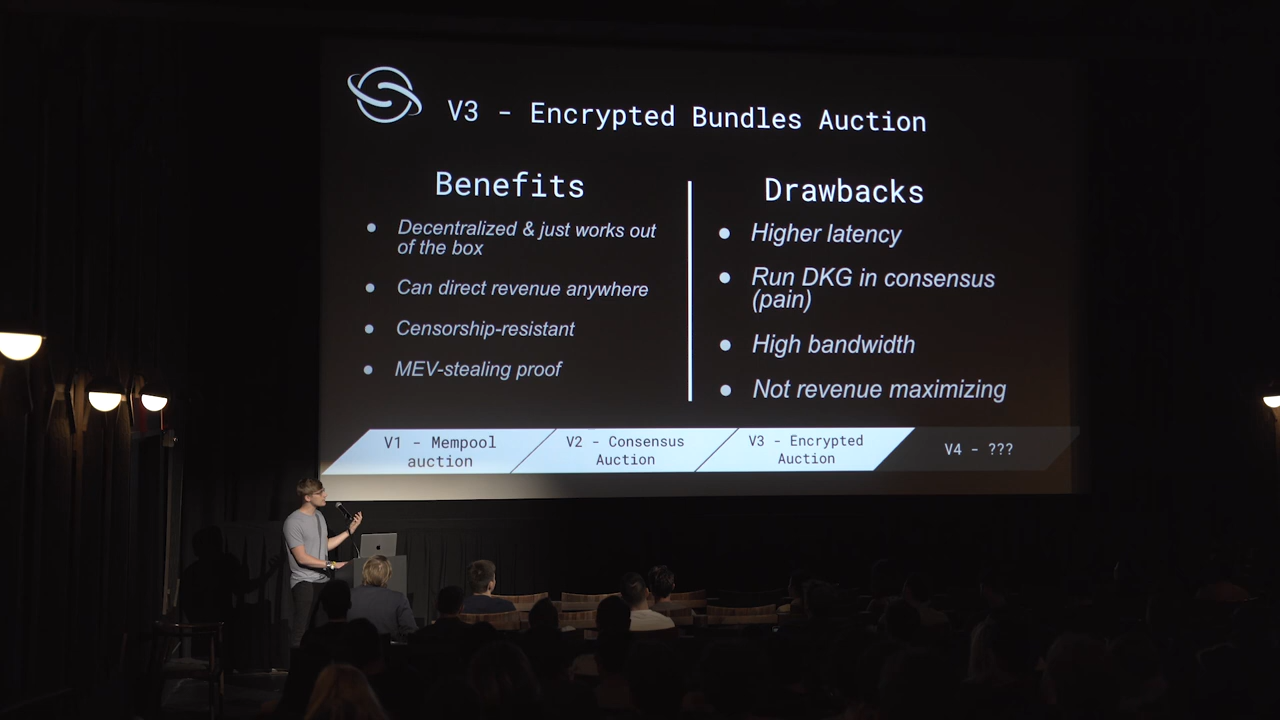 V3 - Encrypted Bundles Auction
Benefits
Decentralized & just works out
of the box
Can direct revenue anywhere
Censorship-resistant
MEV-stealing proof
Drawbacks
Higher latency
Run DKG in consensus
(pain)
High bandwidth
Not revenue maximizing
V1 - Mempool
auction
V2 - Consensus
Auction
V3 - Encrypted
Auction
V4 - ???